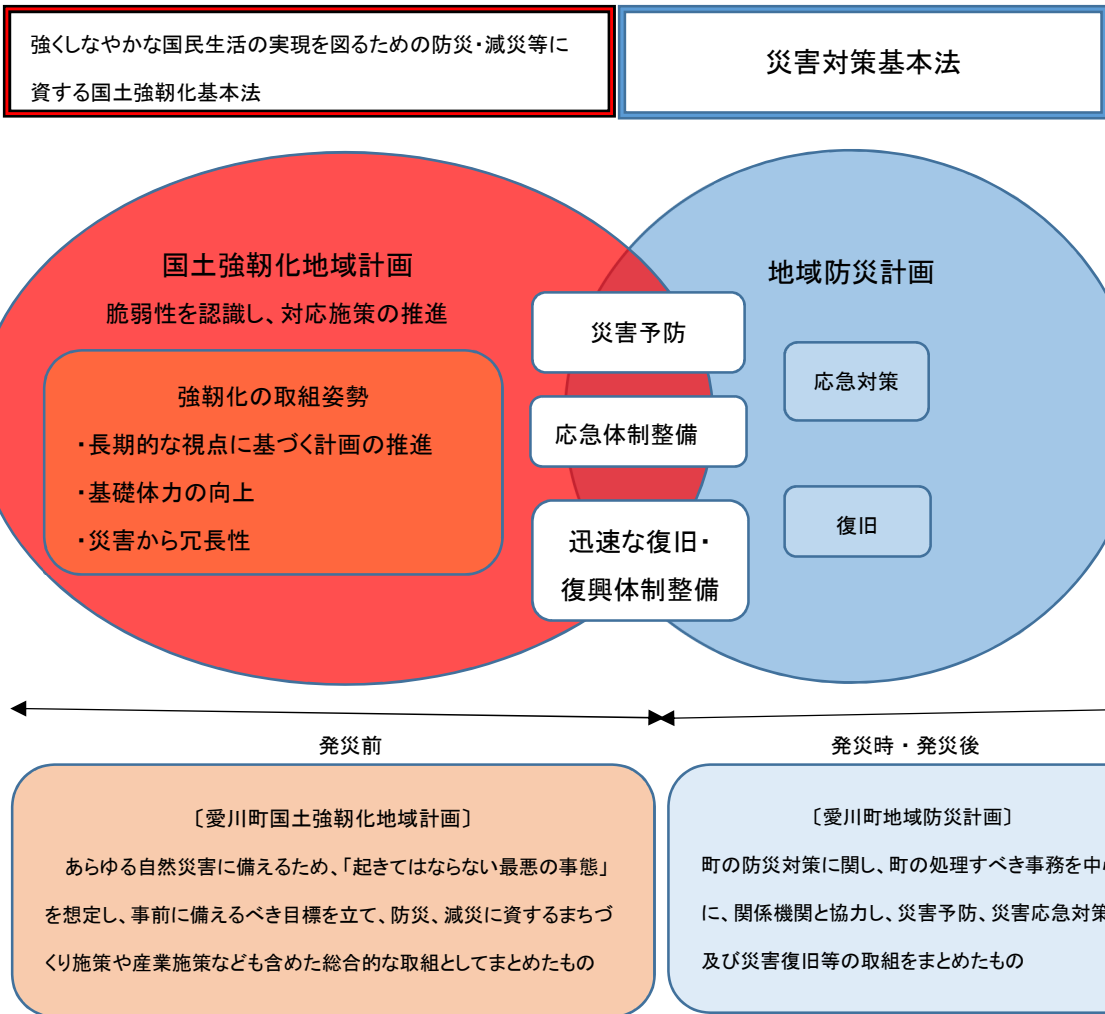 強くしなやかな国民生活の実現を図るための防災・減災等に
資する国土強靭化基本法
災害対策基本法
国土強靭化地域計画
脆弱性を認識し、対応施策の推進
強靭化の取組姿勢
・長期的な視点に基づく計画の推進
・基礎体力の向上
・災害から冗長性
災害予防
応急体制整備
迅速な復旧・
復興体制整備
地域防災計画
応急対策
復旧
発災前
発災時・発災後
〔愛川町国土強靭化地域計画〕
あらゆる自然災害に備えるため、「起きてはならない最悪の事態」
を想定し、事前に備えるべき目標を立て、防災、減災に資するまちづ
くり施策や産業施策なども含めた総合的な取組としてまとめたもの
〔愛川町地域防災計画〕
町の防災対策に関し、町の処理すべき事務を中
に、関係機関と協力し、災害予防、災害応急対策
及び災害復旧等の取組をまとめたもの